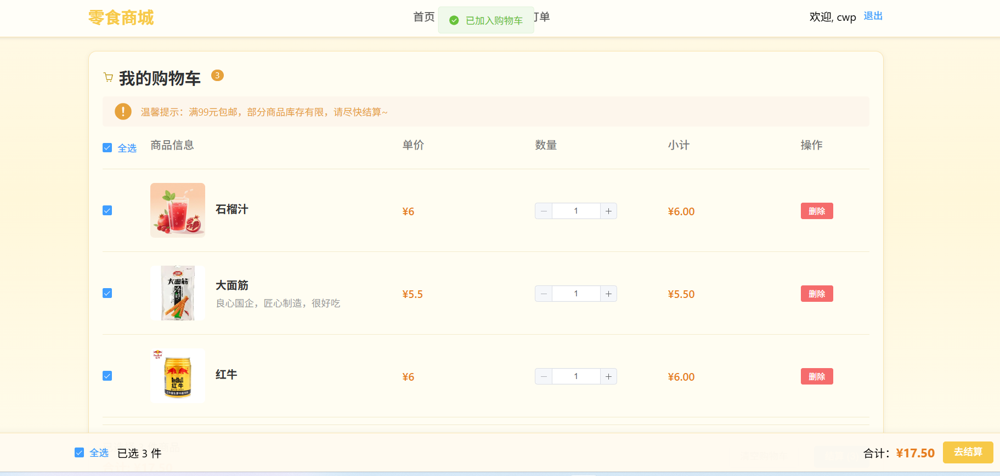 零食商城
首页
订单
已加入购物车
欢迎, cwp
退出
我的购物车
3
温馨提示：满99元包邮，部分商品库存有限，请尽快结算~
全选
商品信息
单价
数量
小计
操作
石榴汁
¥6
1
¥6.00
删除
大面筋
大面筋
良心国企，匠心制造，很好吃
¥5.5
1
¥5.50
删除
RedBull
红牛
RedBull
红牛
红牛
¥6
1
¥6.00
删除
全选
已选 3 件
合计：
¥17.50
去结算